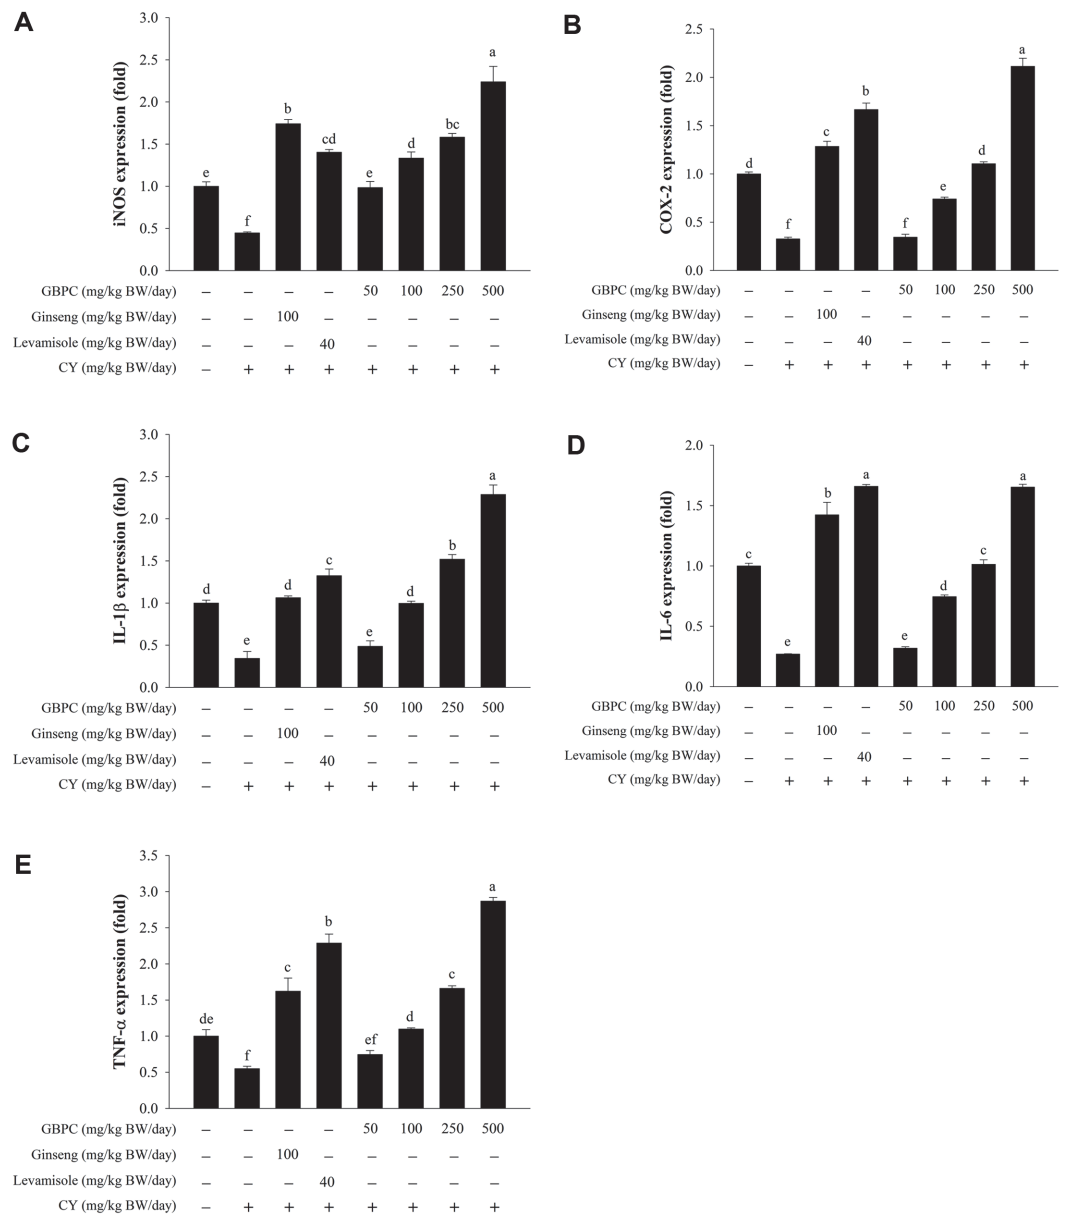 A
iNOS expression (fold)
3.0
2.5
2.0
1.5
1.0
0.5
0.0
e f b cd e d bc a
GBPC (mg/kg BW/day) – – – – 50 100 250 500
Ginseng (mg/kg BW/day) – – 100 – – – – –
Levamisole (mg/kg BW/day) – – – 40 – – – –
CY (mg/kg BW/day) – + + + + + + +
B
COX-2 expression (fold)
2.5
2.0
1.5
1.0
0.5
0.0
d f c b f e d a
GBPC (mg/kg BW/day) – – – – 50 100 250 500
Ginseng (mg/kg BW/day) – – 100 – – – – –
Levamisole (mg/kg BW/day) – – – 40 – – – –
CY (mg/kg BW/day) – + + + + + + +
C
IL-1β expression (fold)
3.0
2.5
2.0
1.5
1.0
0.5
0.0
d e d c e d b a
GBPC (mg/kg BW/day) – – – – 50 100 250 500
Ginseng (mg/kg BW/day) – – 100 – – – – –
Levamisole (mg/kg BW/day) – – – 40 – – – –
CY (mg/kg BW/day) – + + + + + + +
D
IL-6 expression (fold)
2.0
1.5
1.0
0.5
0.0
c e b a e d c a
GBPC (mg/kg BW/day) – – – – 50 100 250 500
Ginseng (mg/kg BW/day) – – 100 – – – – –
Levamisole (mg/kg BW/day) – – – 40 – – – –
CY (mg/kg BW/day) – + + + + + + +
E
TNF-α expression (fold)
3.5
3.0
2.5
2.0
1.5
1.0
0.5
0.0
de f c b ef d c a
GBPC (mg/kg BW/day) – – – – 50 100 250 500
Ginseng (mg/kg BW/day) – – 100 – – – – –
Levamisole (mg/kg BW/day) – – – 40 – – – –
CY (mg/kg BW/day) – + + + + + + +